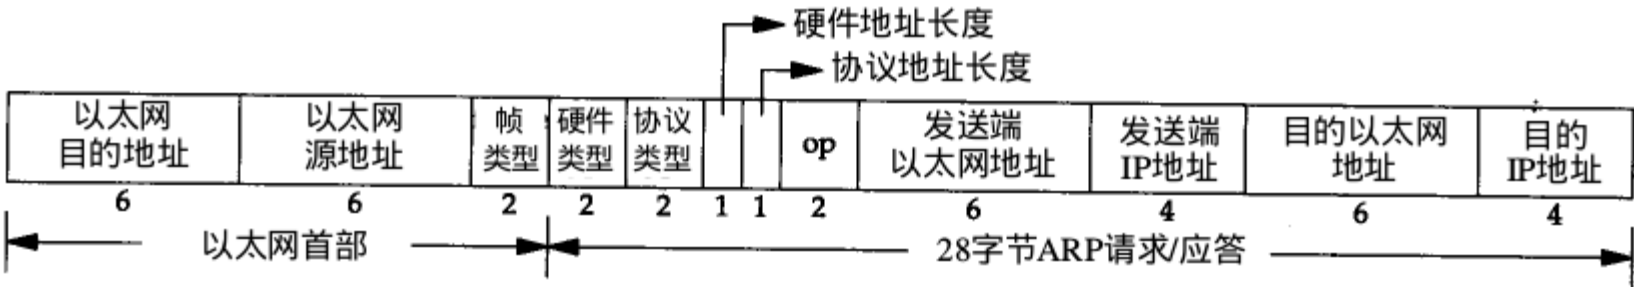 硬件地址长度
协议地址长度
以太网
目的地址
以太网
源地址
帧
类型
硬件
类型
协议
类型
op
发送端
以太网地址
发送端
IP地址
目的以太网
地址
目的
IP地址
6
6
2
2
2
1
1
2
6
4
6
4
以太网首部
28字节ARP请求/应答